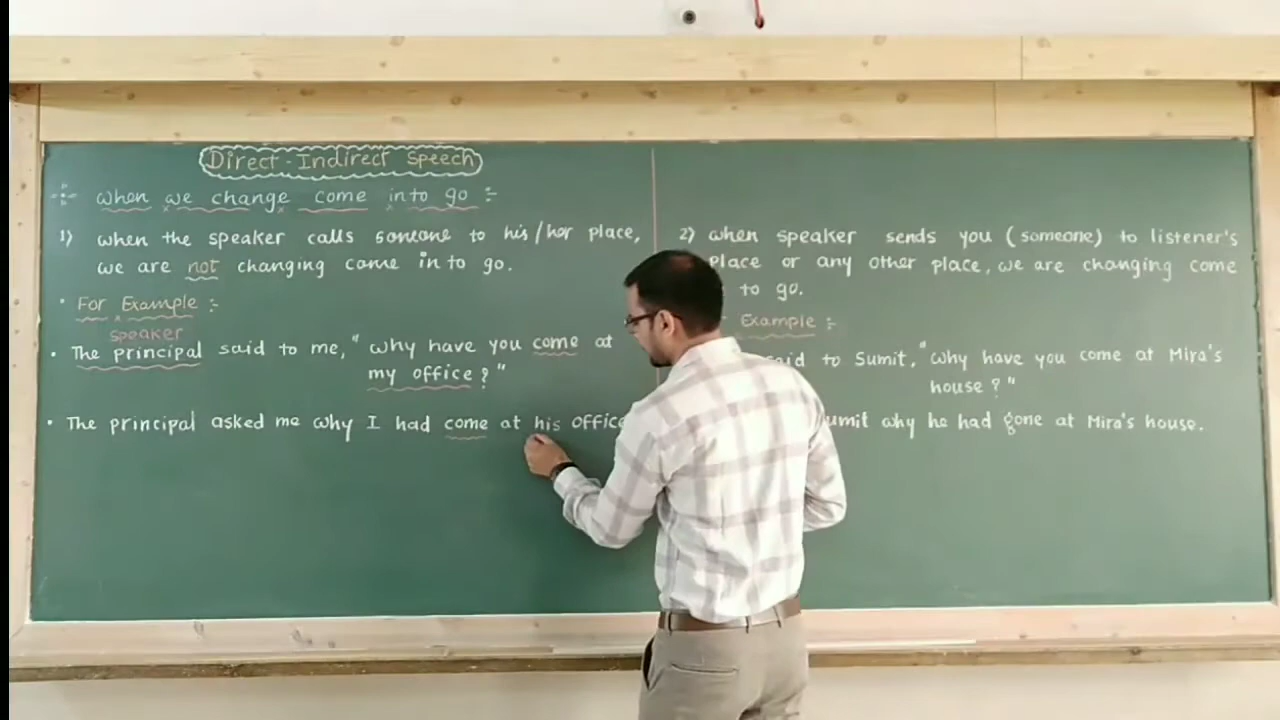 Direct-Indirect Speech
when we change come into go :-
1) when the speaker calls someone to his/her place,
we are not changing come in to go.
• For Example :-
speaker
• The principal said to me, "why have you come at
my office?"
• The principal asked me why I had come at his office
2) when speaker sends you (someone) to listener's
place or any other place, we are changing come
to go.
Example :-
said to Sumit, "why have you come at Mira's
house?"
sumit why he had gone at Mira's house.